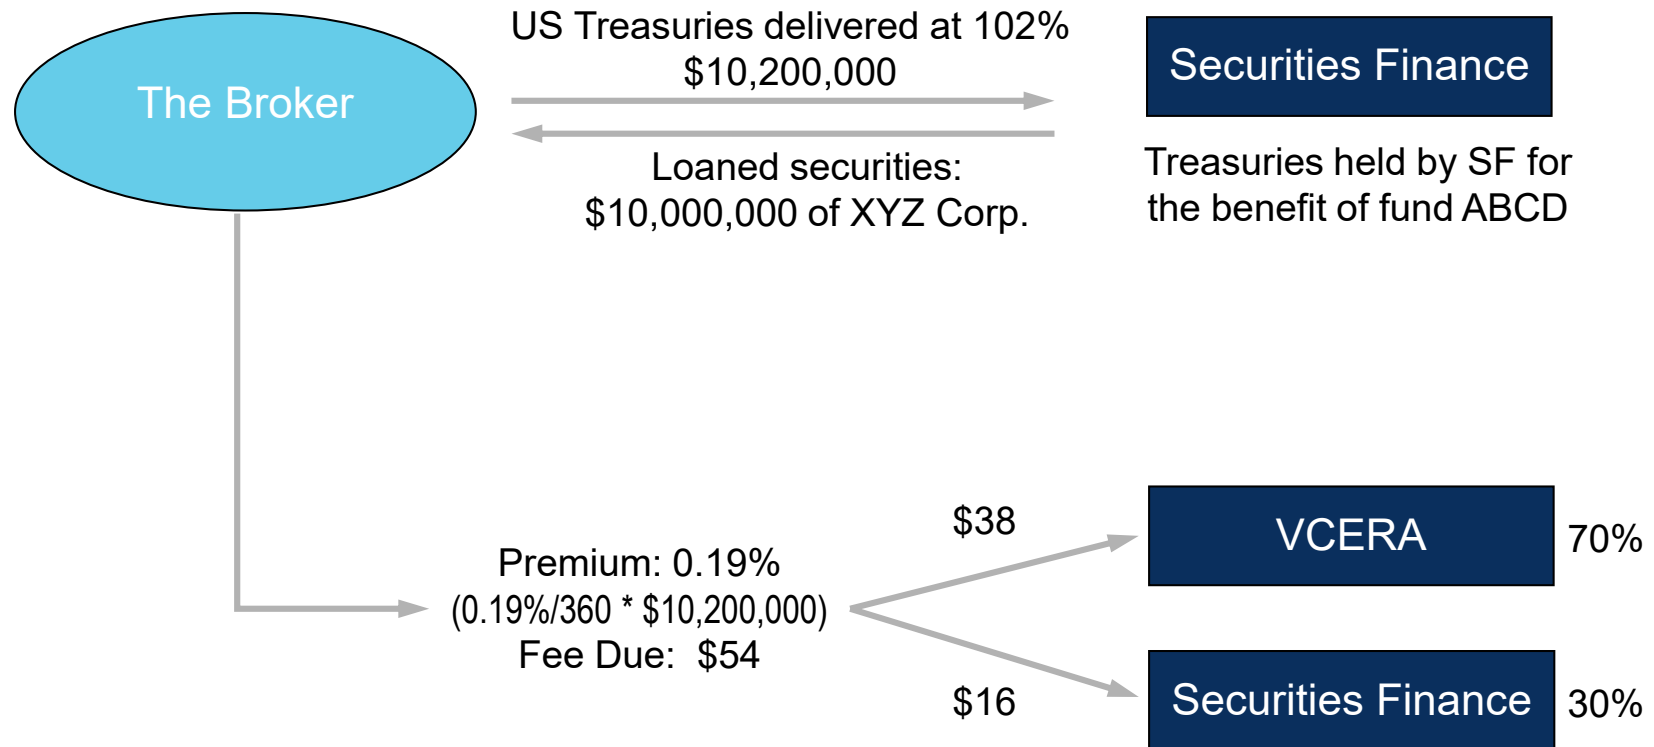 The Broker
US Treasuries delivered at 102%
$10,200,000
Securities Finance
Loaned securities:
$10,000,000 of XYZ Corp.
Treasuries held by SF for
the benefit of fund ABCD
Premium: 0.19%
(0.19%/360 * $10,200,000)
Fee Due: $54
$38
VCERA
70%
$16
Securities Finance
30%